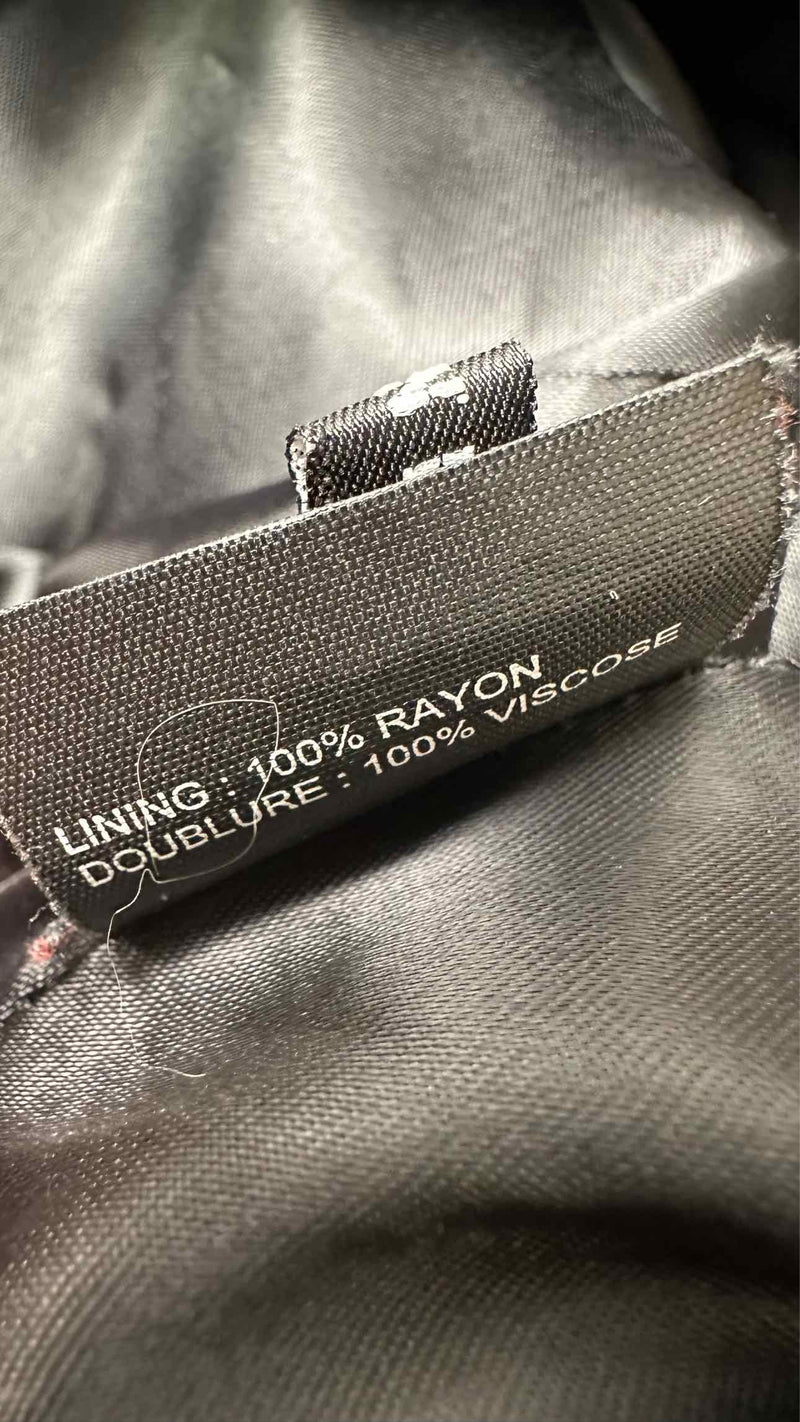 LINING : 100% RAYON
DOUBLURE : 100% VISCOSE